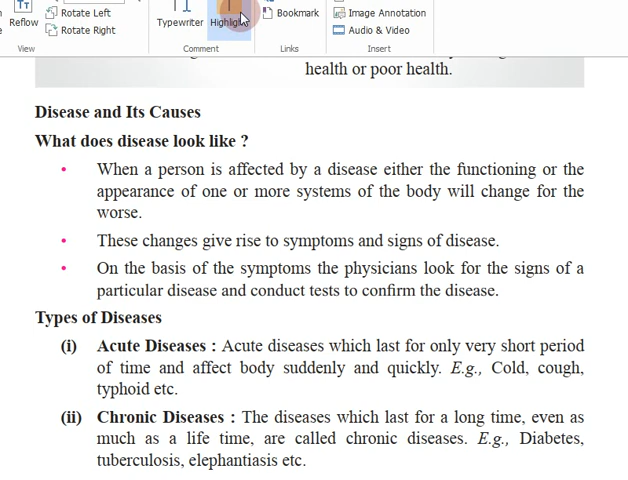 Reflow
Rotate Left
Rotate Right
View
Typewriter
Highlight
Comment
Bookmark
Links
Image Annotation
Audio & Video
Insert
health or poor health.
Disease and Its Causes
What does disease look like ?
• When a person is affected by a disease either the functioning or the
appearance of one or more systems of the body will change for the
worse.
• These changes give rise to symptoms and signs of disease.
• On the basis of the symptoms the physicians look for the signs of a
particular disease and conduct tests to confirm the disease.
Types of Diseases
(i) Acute Diseases : Acute diseases which last for only very short period
of time and affect body suddenly and quickly. E.g., Cold, cough,
typhoid etc.
(ii) Chronic Diseases : The diseases which last for a long time, even as
much as a life time, are called chronic diseases. E.g., Diabetes,
tuberculosis, elephantiasis etc.